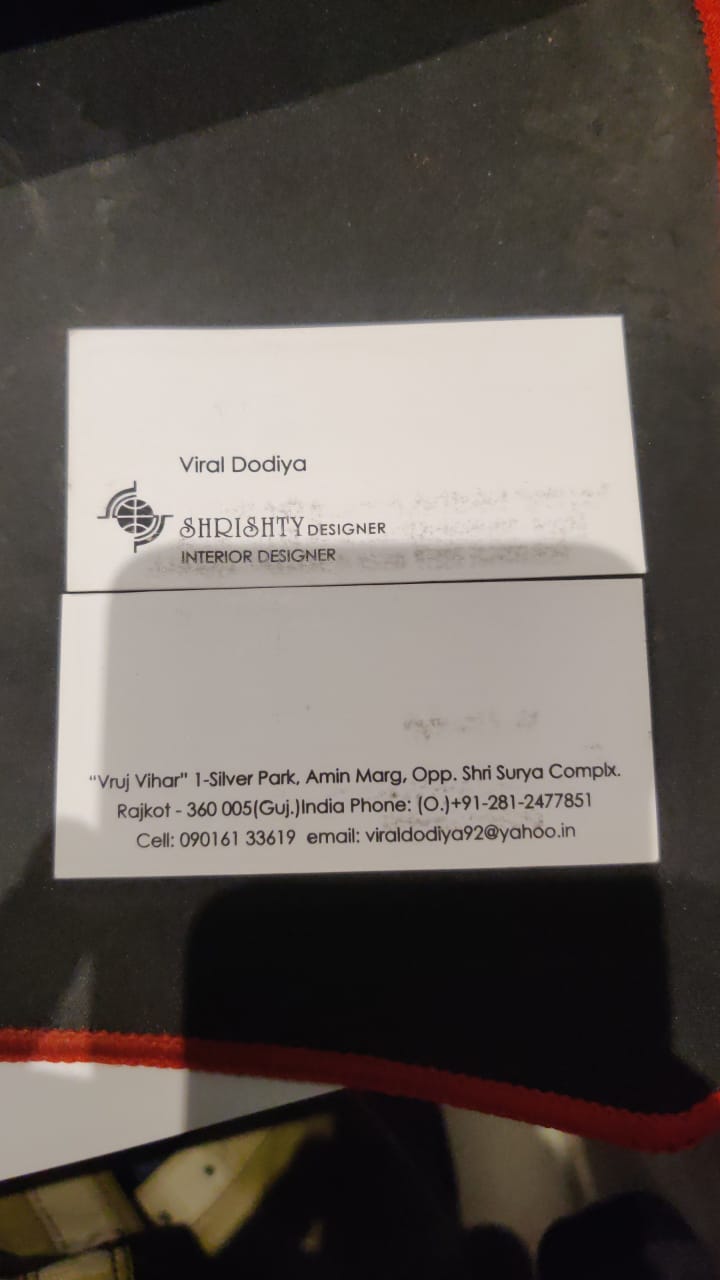 Viral Dodiya
SHRISHTY DESIGNER
INTERIOR DESIGNER
“Vruj Vihar” 1-Silver Park, Amin Marg, Opp. Shri Surya Complx.
Rajkot - 360 005(Guj.)India Phone: (O.)+91-281-2477851
Cell: 090161 33619 email: viraldodiya92@yahoo.in